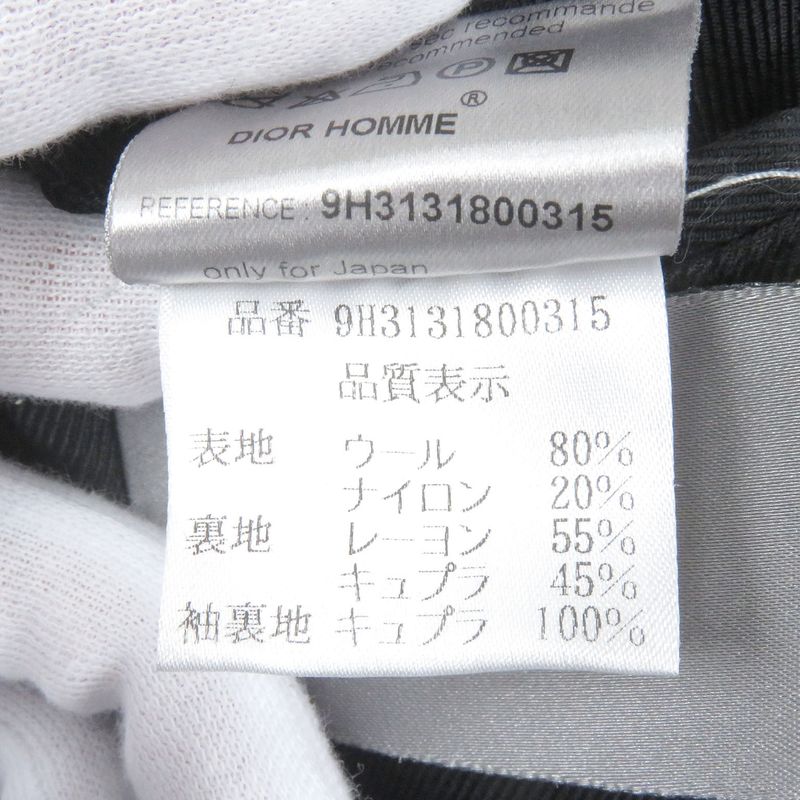 sec recommande
recommended
DIOR HOMME®
REFERENCE : 9H3131800315
only for Japan
品番 9H3131800315
品質表示
表地 ウール 80%
ナイロン 20%
裏地 レーヨン 55%
キュプラ 45%
袖裏地 キュプラ 100%